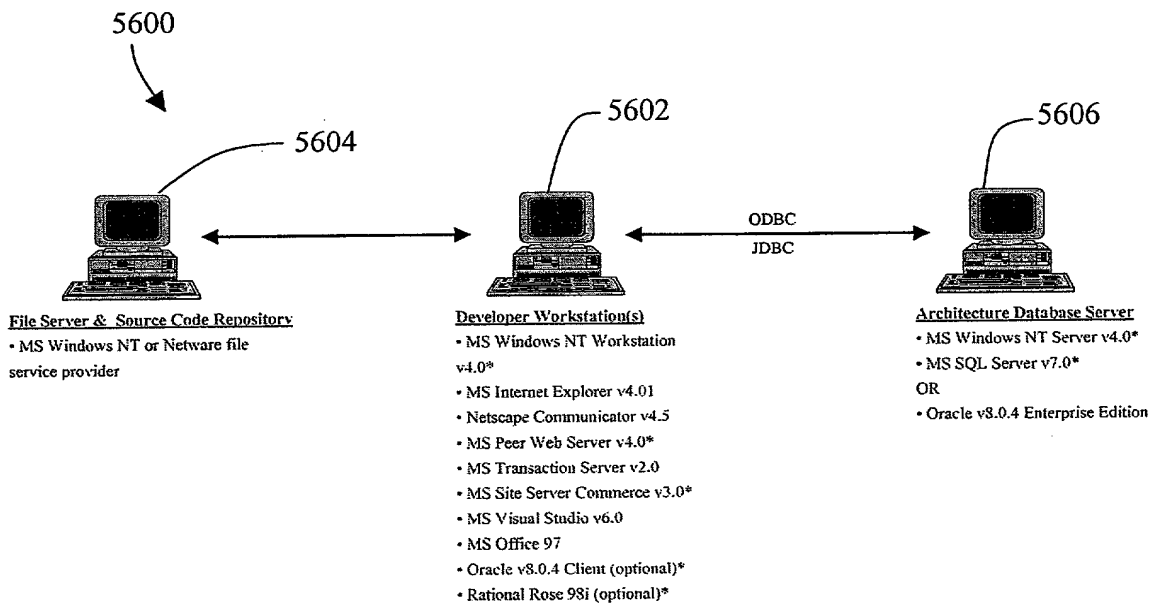 5600
5604
5602
5606
ODBC
JDBC
File Server & Source Code Repository
• MS Windows NT or Netware file
service provider
Developer Workstation(s)
• MS Windows NT Workstation
v4.0*
• MS Internet Explorer v4.01
• Netscape Communicator v4.5
• MS Peer Web Server v4.0*
• MS Transaction Server v2.0
• MS Site Server Commerce v3.0*
• MS Visual Studio v6.0
• MS Office 97
• Oracle v8.0.4 Client (optional)*
• Rational Rose 98i (optional)*
Architecture Database Server
• MS Windows NT Server v4.0*
• MS SQL Server v7.0*
OR
• Oracle v8.0.4 Enterprise Edition